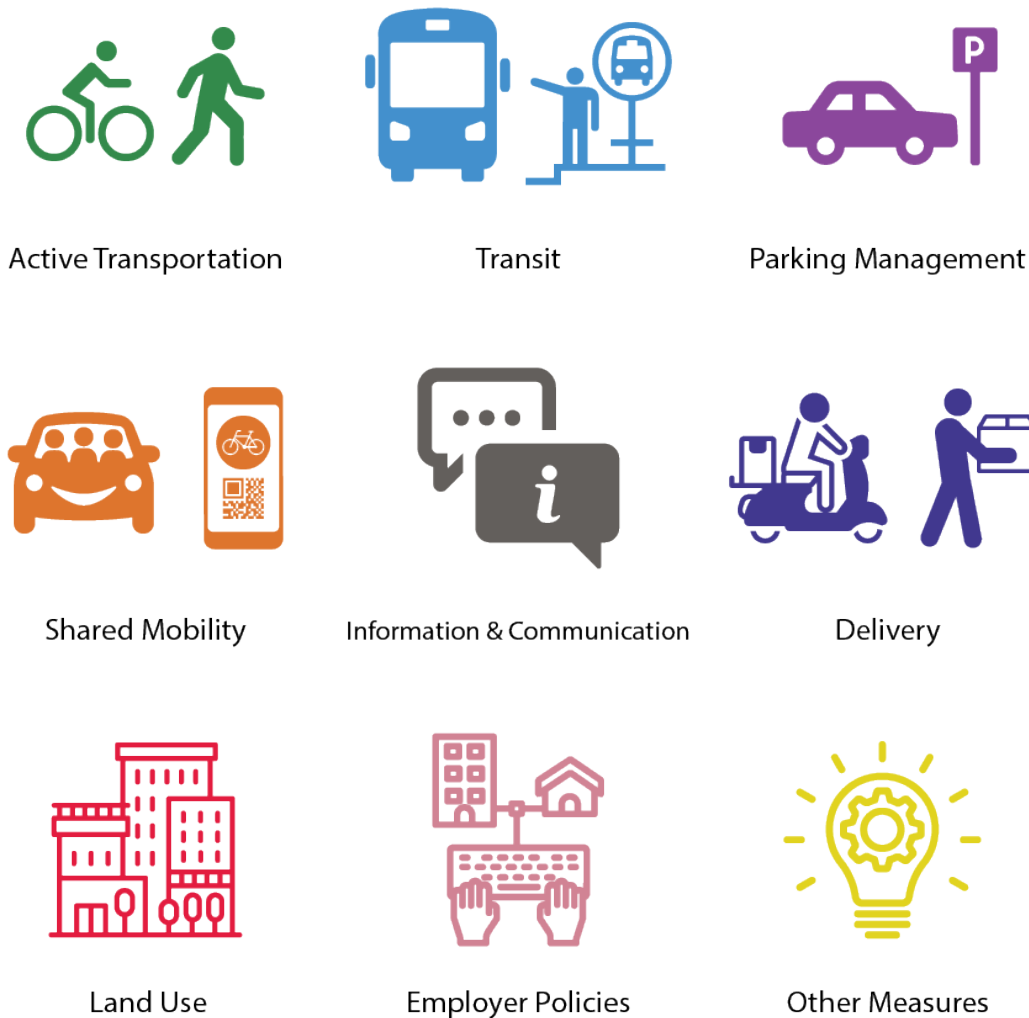 P
Active Transportation
Transit
Parking Management
i
Shared Mobility
Information & Communication
Delivery
Land Use
Employer Policies
Other Measures